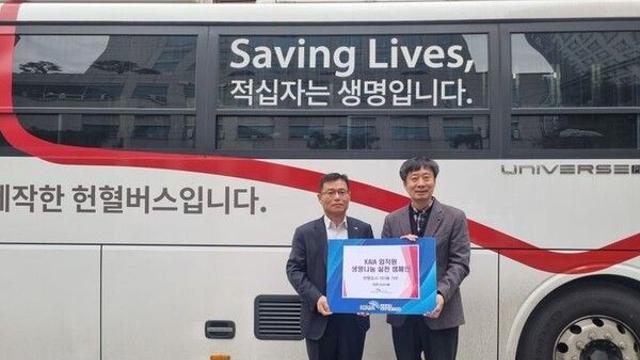 Saving Lives,
적십자는 생명입니다.
제작한 헌혈버스입니다.
UNIVERSE
KAIA 임직원
생명나눔 실천 캠페인
KAIA